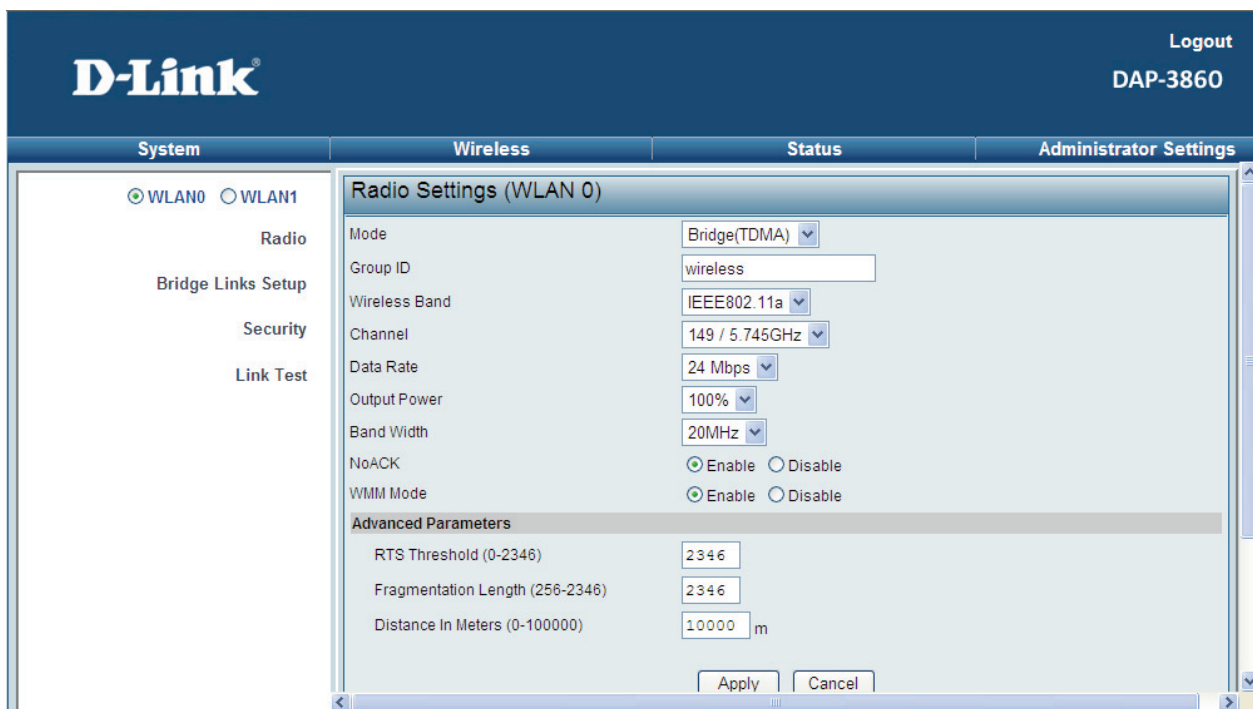 Logout
D-Link®
DAP-3860
System Wireless Status Administrator Settings
WLAN0 WLAN1
Radio
Bridge Links Setup
Security
Link Test
Radio Settings (WLAN 0)
Mode Bridge(TDMA)
Group ID wireless
Wireless Band IEEE802.11a
Channel 149 / 5.745GHz
Data Rate 24 Mbps
Output Power 100%
Band Width 20MHz
NoACK Enable Disable
WMM Mode Enable Disable
Advanced Parameters
RTS Threshold (0-2346) 2346
Fragmentation Length (256-2346) 2346
Distance In Meters (0-100000) 10000 m
Apply Cancel